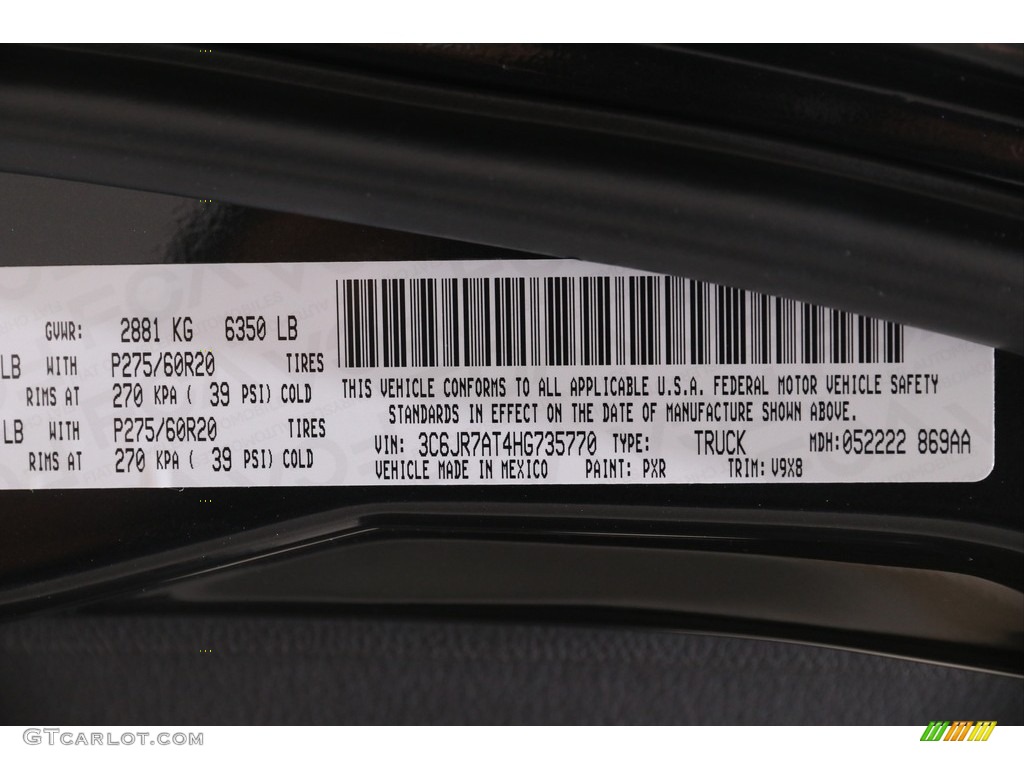 GVWR: 2881 KG 6350 LB
LB WITH P275/60R20 TIRES
RIMS AT 270 KPA ( 39 PSI) COLD
LB WITH P275/60R20 TIRES
RIMS AT 270 KPA ( 39 PSI) COLD
THIS VEHICLE CONFORMS TO ALL APPLICABLE U.S.A. FEDERAL MOTOR VEHICLE SAFETY
STANDARDS IN EFFECT ON THE DATE OF MANUFACTURE SHOWN ABOVE.
VIN: 3C6JR7AT4HG735770 TYPE: TRUCK MDH:052222 869AA
VEHICLE MADE IN MEXICO PAINT: PXR TRIM: V9X8
GTCARLOT.COM